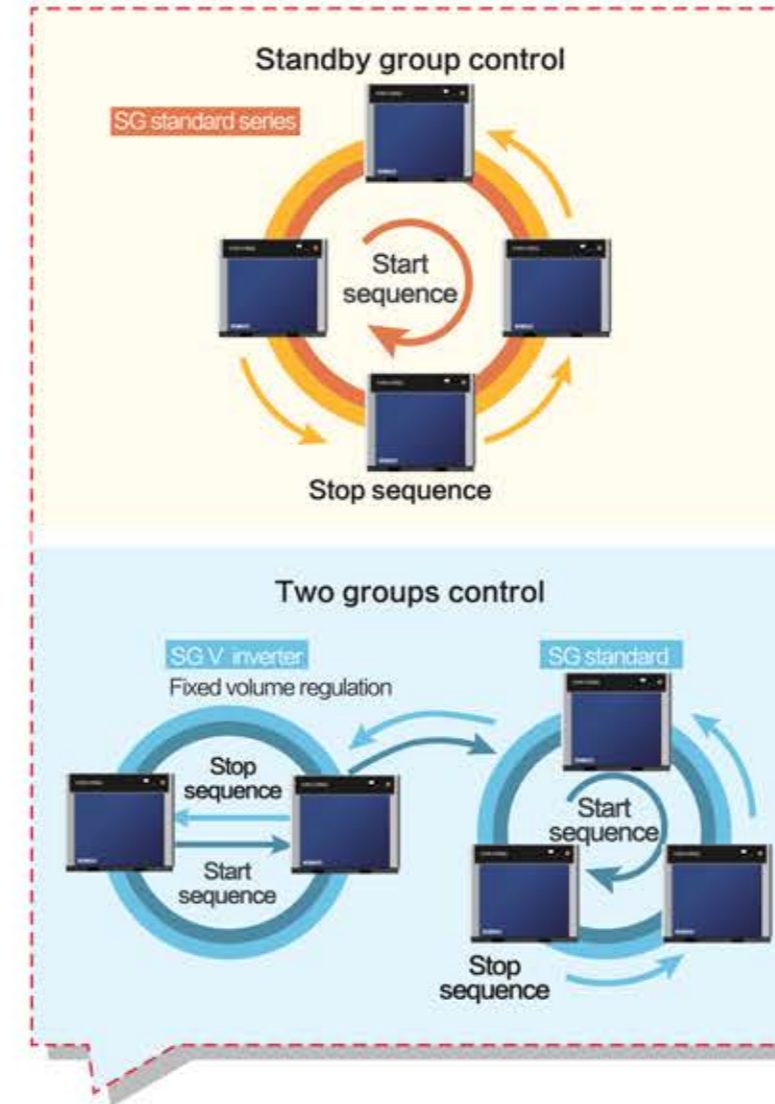 Standby group control
SG standard series
Start
sequence
Stop sequence
Two groups control
SG V inverter
Fixed volume regulation
Stop
sequence
Start
sequence
SG standard
Start
sequence
Stop
sequence